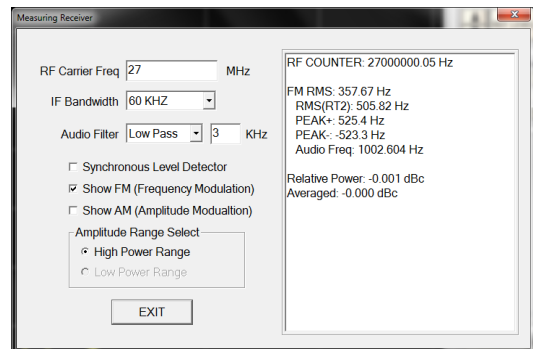 Measuring Receiver
RF Carrier Freq 27 MHz
IF Bandwidth 60 KHZ
Audio Filter Low Pass 3 KHz
Synchronous Level Detector
Show FM (Frequency Modulation)
Show AM (Amplitude Modualtion)
Amplitude Range Select
High Power Range
Low Power Range
EXIT
RF COUNTER: 27000000.05 Hz
FM RMS: 357.67 Hz
RMS(RT2): 505.82 Hz
PEAK+: 525.4 Hz
PEAK-: -523.3 Hz
Audio Freq: 1002.604 Hz
Relative Power: -0.001 dBc
Averaged: -0.000 dBc